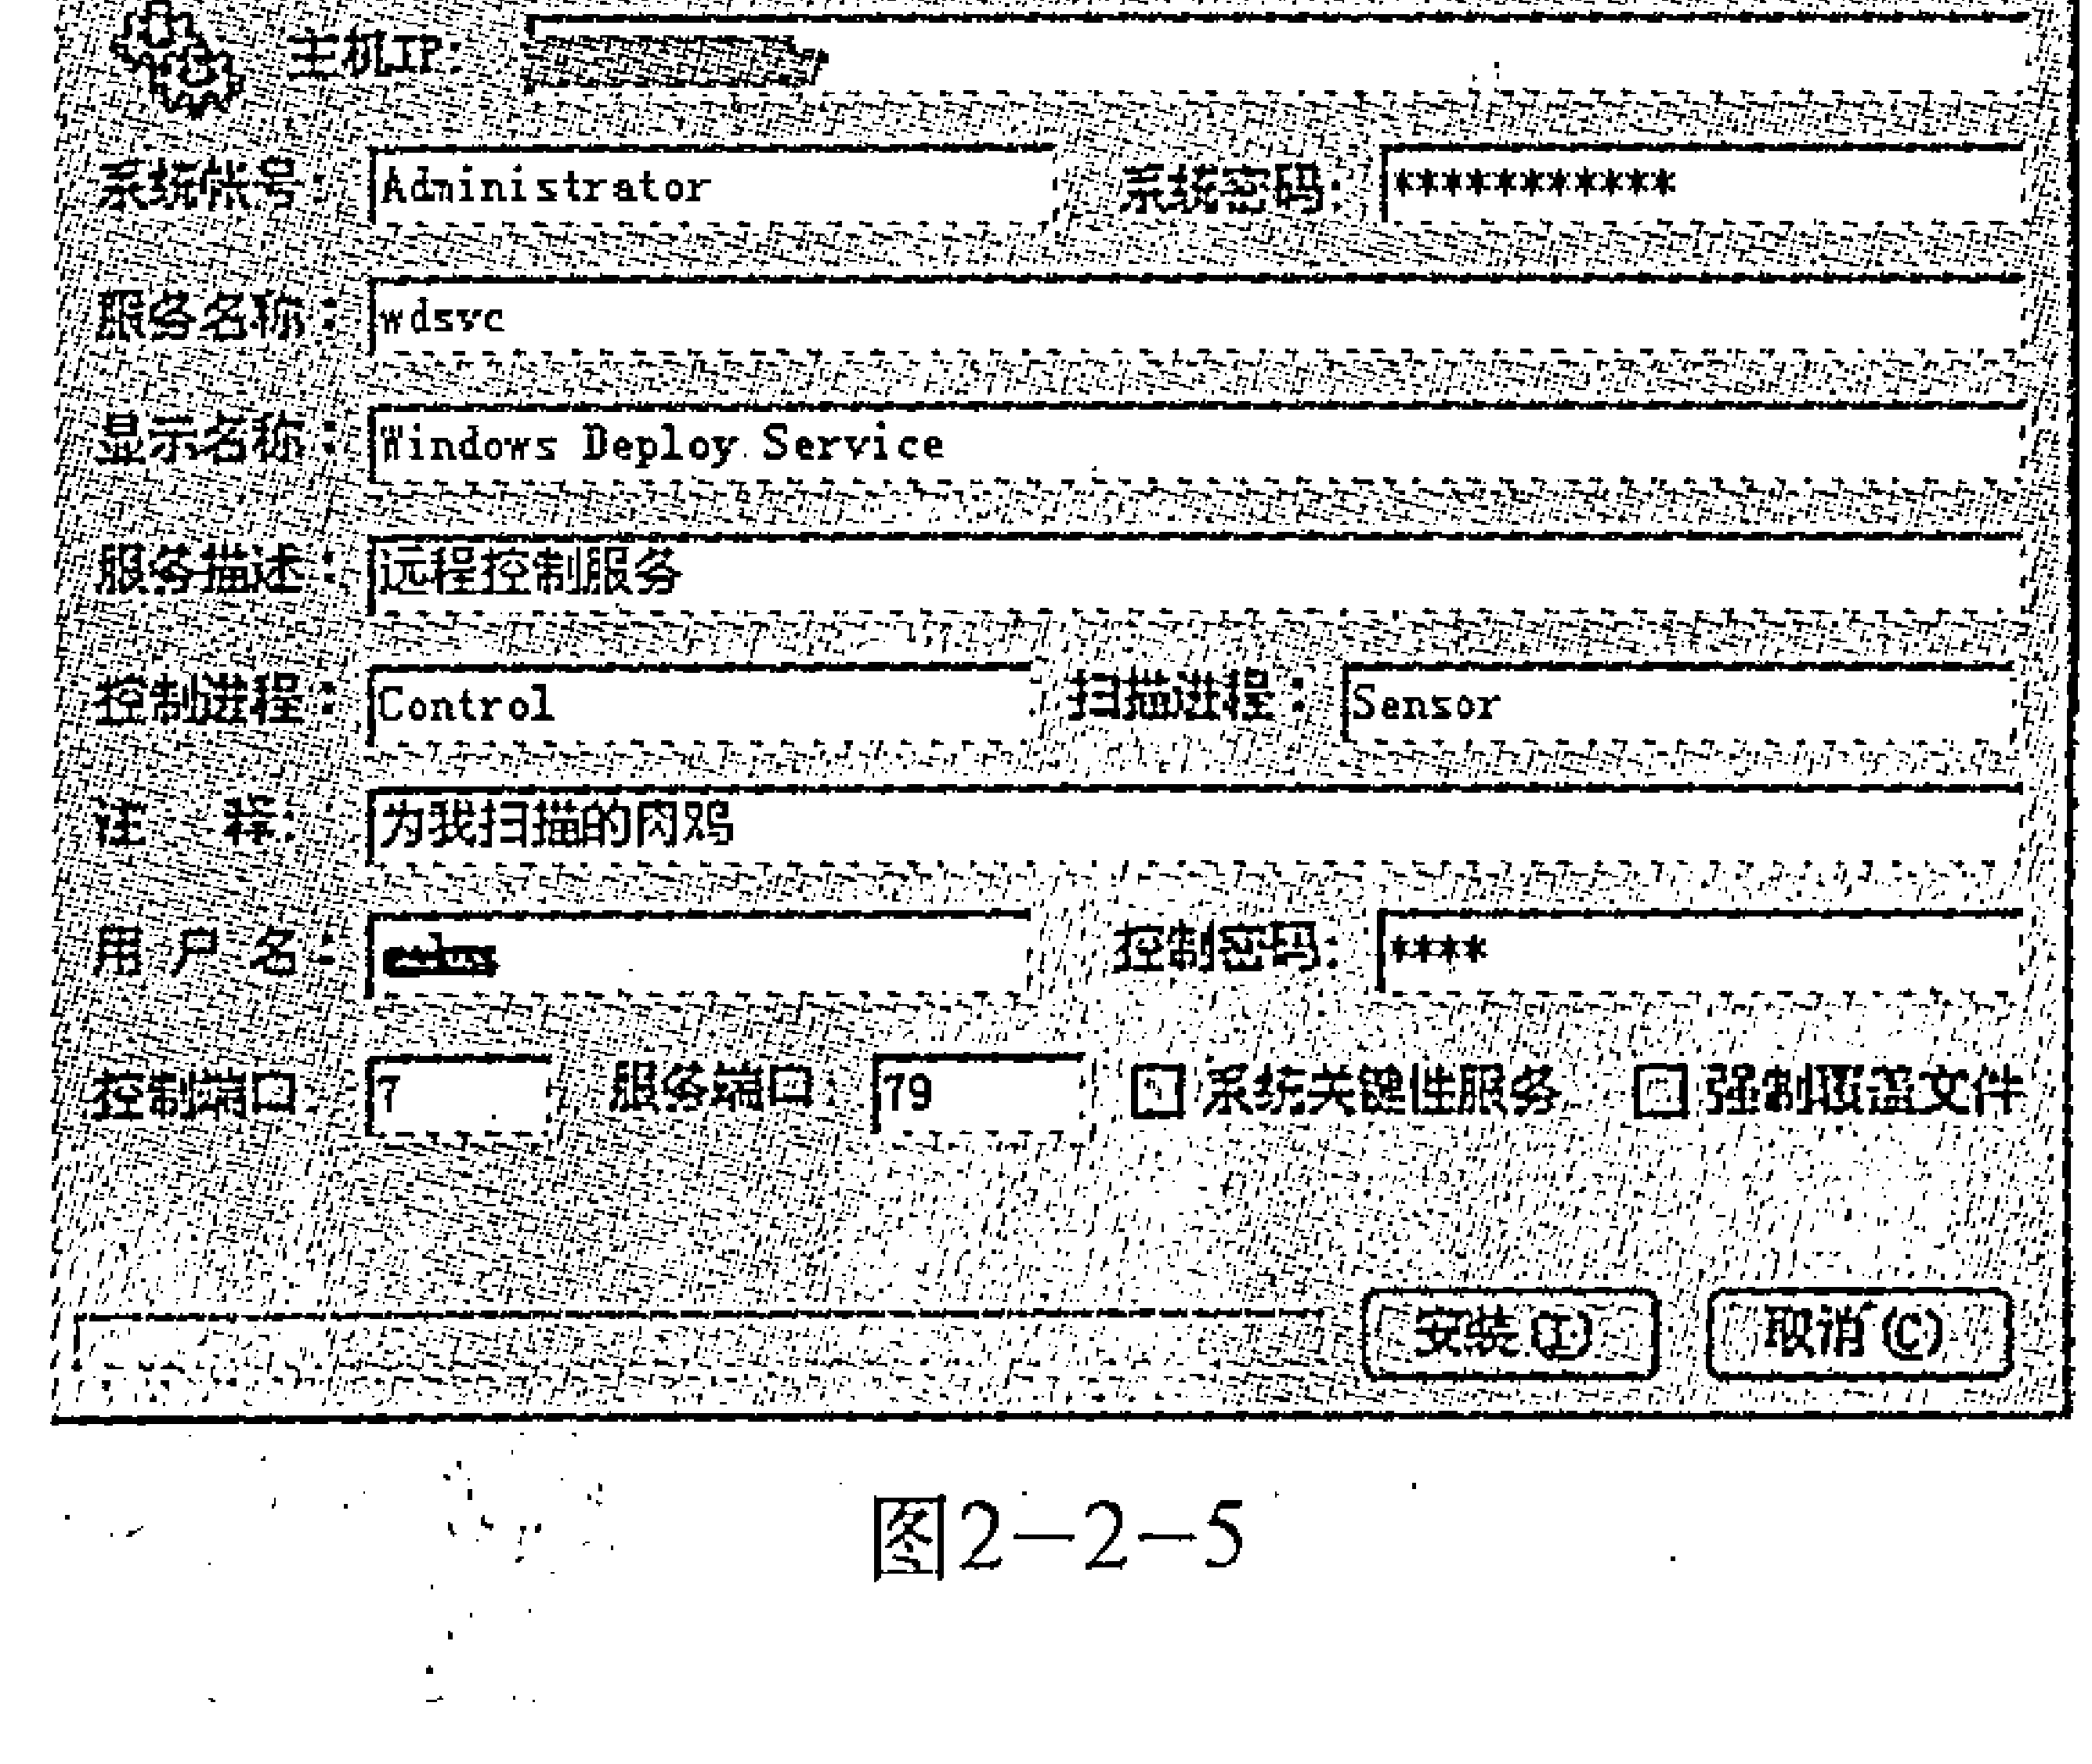 主机IP:
系统帐号: Administrator 系统密码: ***********
服务名称: wdsvc
显示名称: Windows Deploy Service
服务描述: 远程控制服务
控制进程: Control 扫描进程: Sensor
注 释: 为我扫描的肉鸡
用 户 名: 控制密码: ****
控制端口: 7 服务端口: 79 系统关键性服务 强制覆盖文件
安装(I) 取消(C)
图2-2-5